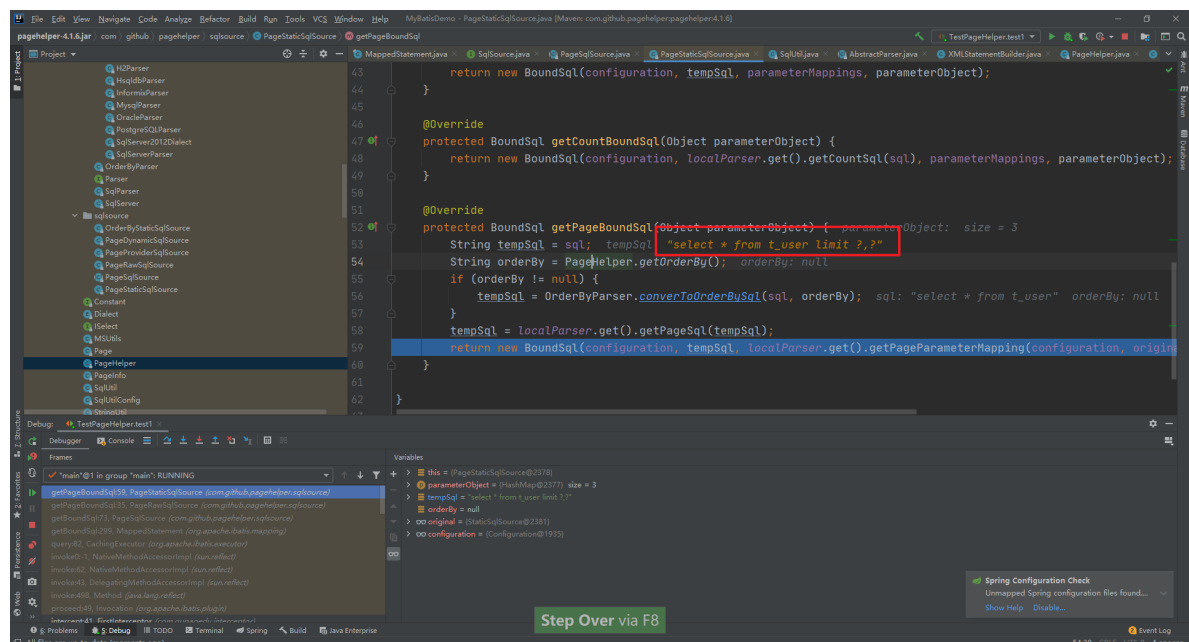 File Edit View Navigate Code Analyze Refactor Build Run Tools VCS Window Help MyBatisDemo - PageStaticSqlSource.java [Maven: com.github.pagehelper:pagehelper:4.1.6]
pagehelper-4.1.6.jar com github pagehelper sqlsource PageStaticSqlSource getPageBoundSql TestPageHelper.test1
Project MappedStatement.java SqlSource.java PageSqlSource.java PageStaticSqlSource.java SqlUtil.java AbstractParser.java XMLStatementBuilder.java PageHelper.java
1: Project
Ant
Maven
Database
H2Parser
HsqldbParser
InformixParser
MysqlParser
OracleParser
PostgreSQLParser
SqlServer2012Dialect
SqlServerParser
OrderByParser
Parser
SqlParser
SqlServer
sqlsource
OrderByStaticSqlSource
PageDynamicSqlSource
PageProviderSqlSource
PageRawSqlSource
PageSqlSource
PageStaticSqlSource
Constant
Dialect
ISelect
MSUtils
Page
PageHelper
PageInfo
SqlUtil
SqlUtilConfig
StringUtil
43 return new BoundSql(configuration, tempSql, parameterMappings, parameterObject);
44 }
45
46 @Override
47 protected BoundSql getCountBoundSql(Object parameterObject) {
48 return new BoundSql(configuration, localParser.get().getCountSql(sql), parameterMappings, parameterObject);
49 }
50
51 @Override
52 protected BoundSql getPageBoundSql(Object parameterObject) { parameterObject: size = 3
53 String tempSql = sql; tempSql "select * from t_user limit ?,?"
54 String orderBy = PageHelper.getOrderBy(); orderBy: null
55 if (orderBy != null) {
56 tempSql = OrderByParser.converToOrderBySql(sql, orderBy); sql: "select * from t_user" orderBy: null
57 }
58 tempSql = localParser.get().getPageSql(tempSql);
59 return new BoundSql(configuration, tempSql, localParser.get().getPageParameterMapping(configuration, origin
60 }
61
62 }
Debug: TestPageHelper.test1
Debugger Console
Frames
"main"@1 in group "main": RUNNING
getPageBoundSql:59, PageStaticSqlSource (com.github.pagehelper.sqlsource)
getPageBoundSql:35, PageRawSqlSource (com.github.pagehelper.sqlsource)
getBoundSql:73, PageSqlSource (com.github.pagehelper.sqlsource)
getBoundSql:299, MappedStatement (org.apache.ibatis.mapping)
query:82, CachingExecutor (org.apache.ibatis.executor)
invoke0:-1, NativeMethodAccessorImpl (sun.reflect)
invoke:62, NativeMethodAccessorImpl (sun.reflect)
invoke:43, DelegatingMethodAccessorImpl (sun.reflect)
invoke:498, Method (java.lang.reflect)
proceed:49, Invocation (org.apache.ibatis.plugin)
Variables
this = {PageStaticSqlSource@2378}
parameterObject = {HashMap@2377} size = 3
tempSql = "select * from t_user limit ?,?"
orderBy = null
original = {StaticSqlSource@2381}
configuration = {Configuration@1935}
Z: Structure
2: Favorites
Persistence
Web
Spring Configuration Check
Unmapped Spring configuration files found....
Show Help Disable...
Step Over via F8
6: Problems 5: Debug TODO Terminal Spring Build Java Enterprise 2 Event Log